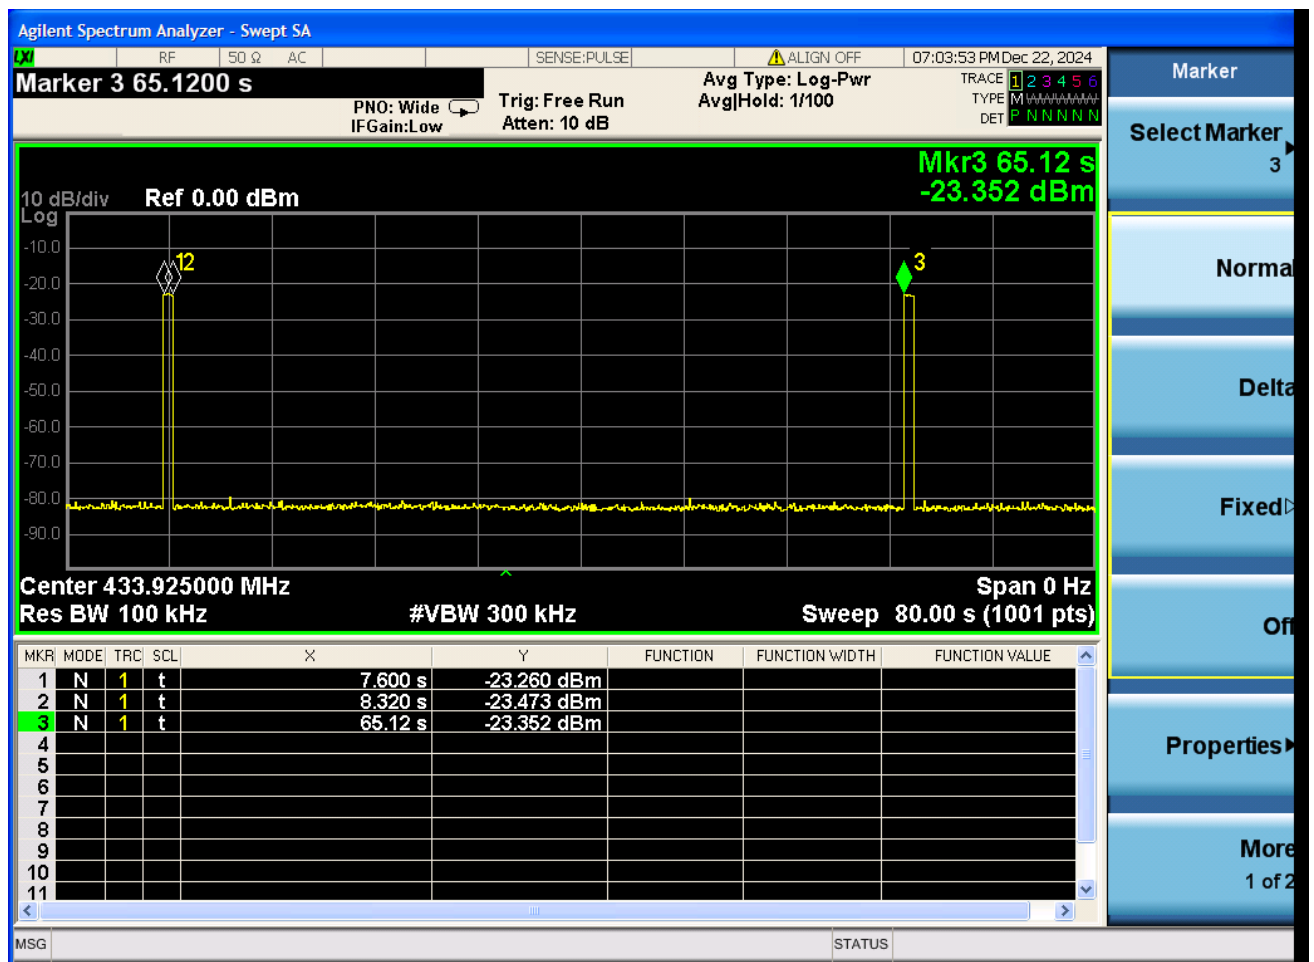 Agilent Spectrum Analyzer - Swept SA
LXI RF 50 Ω AC SENSE:PULSE ALIGN OFF 07:03:53 PM Dec 22, 2024
Marker 3 65.1200 s
PNO: Wide
IFGain:Low
Trig: Free Run
Atten: 10 dB
Avg Type: Log-Pwr
Avg|Hold: 1/100
TRACE 1 2 3 4 5 6
TYPE M WWWWW
DET P N N N N N
Mkr3 65.12 s
-23.352 dBm
10 dB/div Ref 0.00 dBm
Log
-10.0
-20.0
-30.0
-40.0
-50.0
-60.0
-70.0
-80.0
-90.0
12
3
Center 433.925000 MHz Span 0 Hz
Res BW 100 kHz #VBW 300 kHz Sweep 80.00 s (1001 pts)
MKR MODE TRC SCL X Y FUNCTION FUNCTION WIDTH FUNCTION VALUE
1 N 1 t 7.600 s -23.260 dBm
2 N 1 t 8.320 s -23.473 dBm
3 N 1 t 65.12 s -23.352 dBm
4
5
6
7
8
9
10
11
MSG STATUS
Marker
Select Marker
3
Normal
Delta
Fixed
Off
Properties
More
1 of 2